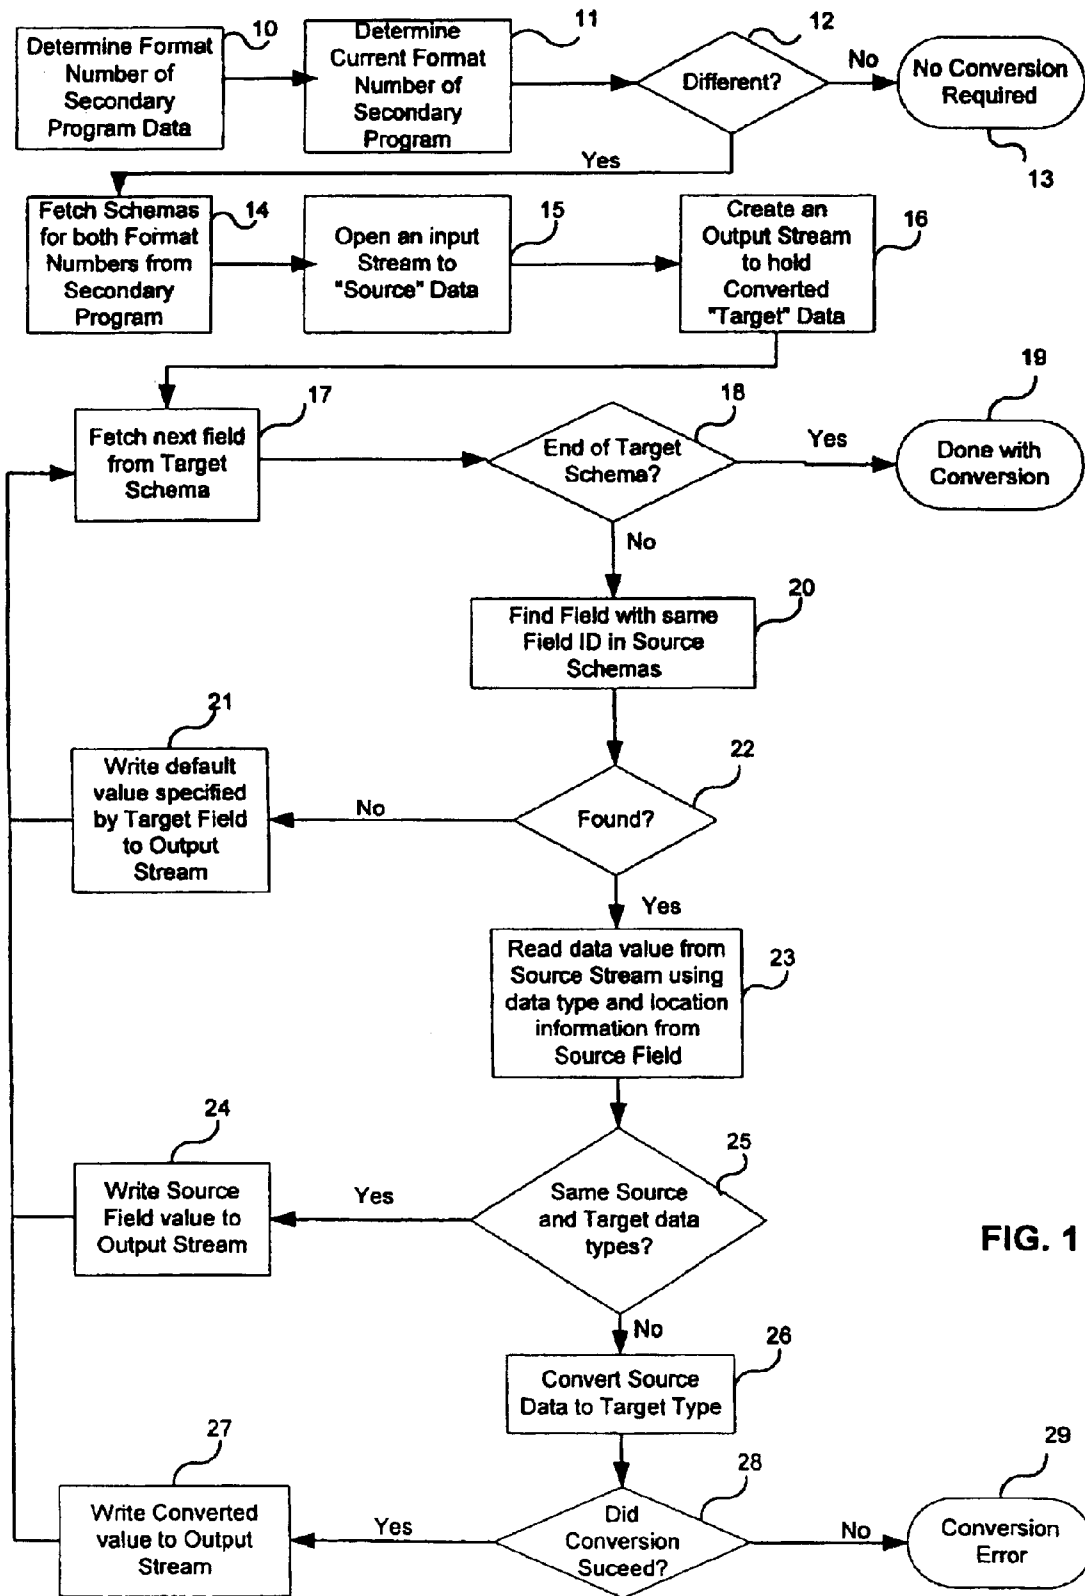 10
Determine Format
Number of
Secondary
Program Data
11
Determine
Current Format
Number of
Secondary
Program
12
Different?
No
No Conversion
Required
13
Yes
Fetch Schemas
for both Format
Numbers from
Secondary
Program
14
Open an input
Stream to
"Source" Data
15
Create an
Output Stream
to hold
Converted
"Target" Data
16
Fetch next field
from Target
Schema
17
End of Target
Schema?
18
Yes
Done with
Conversion
19
No
Find Field with same
Field ID in Source
Schemas
20
21
Write default
value specified
by Target Field
to Output
Stream
No
Found?
22
Yes
Read data value from
Source Stream using
data type and location
information from
Source Field
23
24
Write Source
Field value to
Output Stream
Yes
Same Source
and Target data
types?
25
FIG. 1
No
Convert Source
Data to Target Type
26
27
Write Converted
value to Output
Stream
Yes
Did
Conversion
Suceed?
28
No
Conversion
Error
29